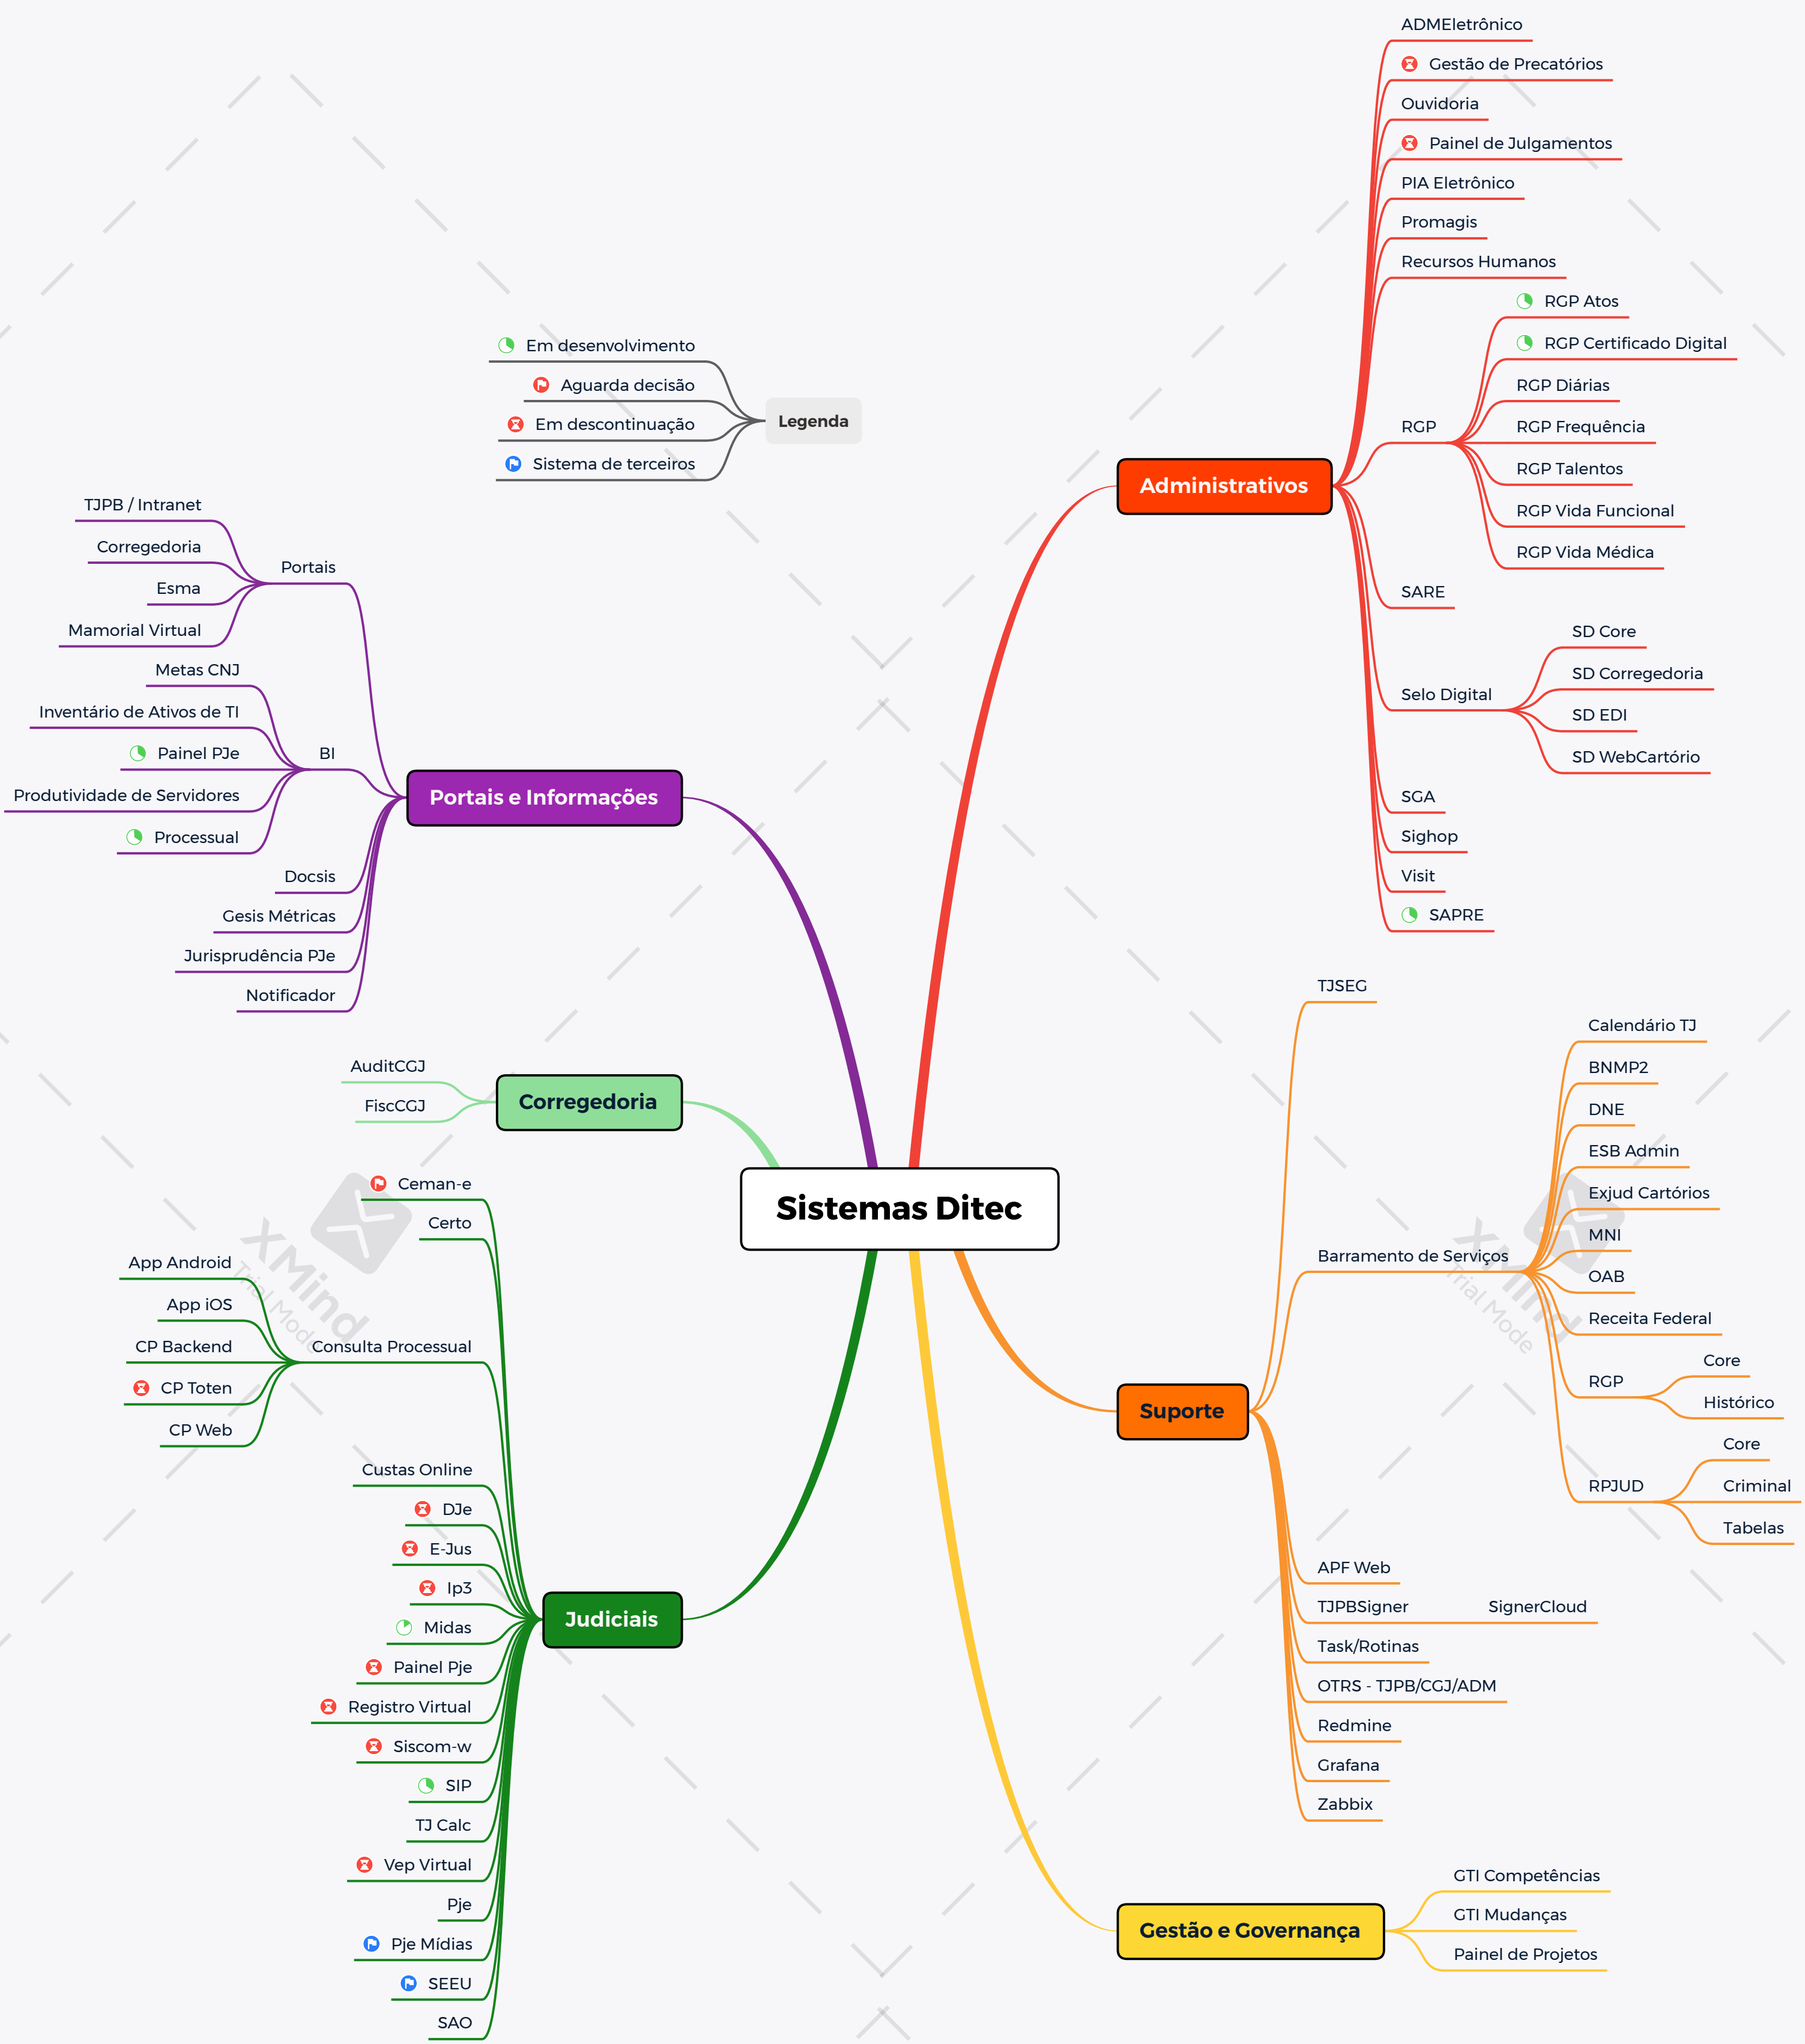 Sistemas Ditec
Administrativos
ADMEletrônico
Gestão de Precatórios
Ouvidoria
Painel de Julgamentos
PIA Eletrônico
Promagis
Recursos Humanos
RGP
RGP Atos
RGP Certificado Digital
RGP Diárias
RGP Frequência
RGP Talentos
RGP Vida Funcional
RGP Vida Médica
SARE
Selo Digital
SD Core
SD Corregedoria
SD EDI
SD WebCartório
SGA
Sighop
Visit
SAPRE
Suporte
TJSEG
Barramento de Serviços
Calendário TJ
BNMP2
DNE
ESB Admin
Exjud Cartórios
MNI
OAB
Receita Federal
RGP
Core
Histórico
RPJUD
Core
Criminal
Tabelas
APF Web
TJPBSigner
SignerCloud
Task/Rotinas
OTRS - TJPB/CGJ/ADM
Redmine
Grafana
Zabbix
Gestão e Governança
GTI Competências
GTI Mudanças
Painel de Projetos
Legenda
Em desenvolvimento
Aguarda decisão
Em descontinuação
Sistema de terceiros
Portais e Informações
Portais
TJPB / Intranet
Corregedoria
Esma
Mamorial Virtual
BI
Metas CNJ
Inventário de Ativos de TI
Painel PJe
Produtividade de Servidores
Processual
Docsis
Gesis Métricas
Jurisprudência PJe
Notificador
Corregedoria
AuditCGJ
FiscCGJ
Judiciais
Ceman-e
Certo
Consulta Processual
App Android
App iOS
CP Backend
CP Toten
CP Web
Custas Online
DJe
E-Jus
Ip3
Midas
Painel Pje
Registro Virtual
Siscom-w
SIP
TJ Calc
Vep Virtual
Pje
Pje Mídias
SEEU
SAO
XMind
Trial Mode
XMind
Trial Mode